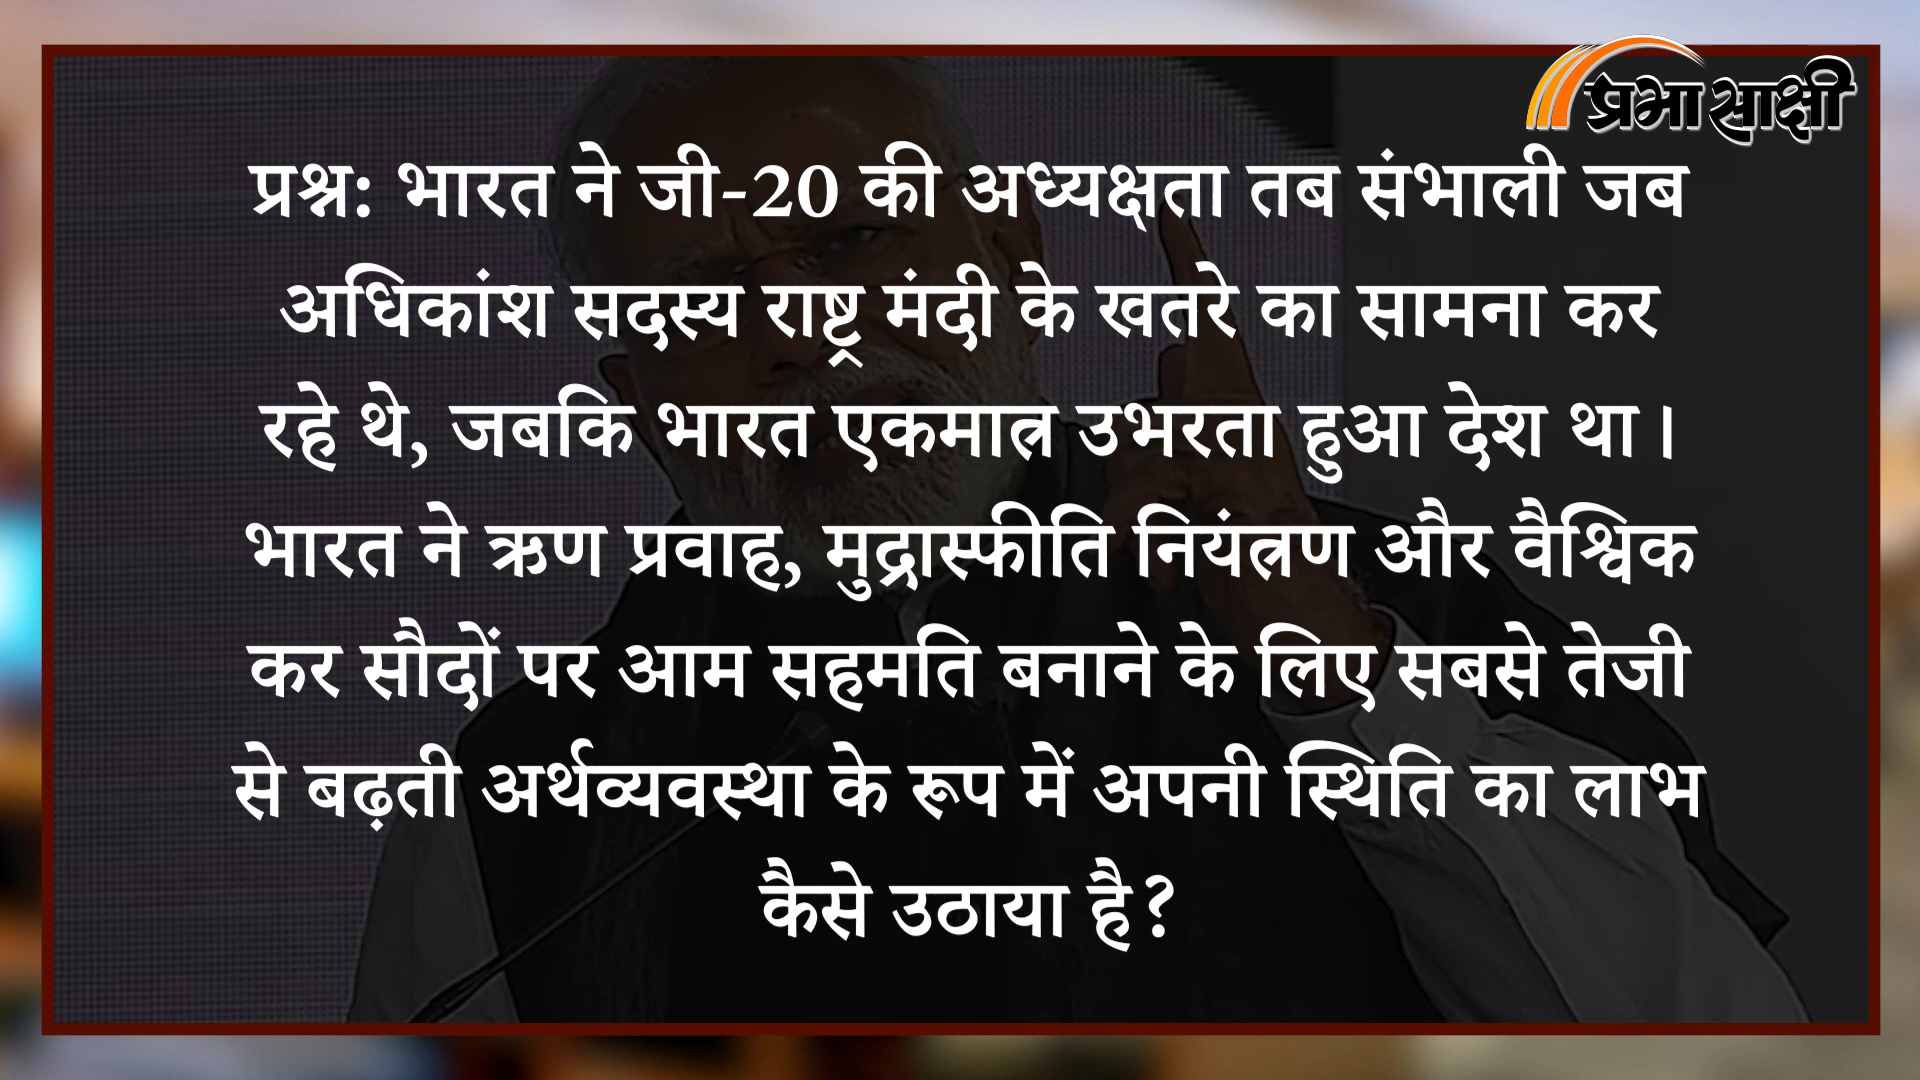 प्रभासाक्षी
प्रश्न: भारत ने जी-20 की अध्यक्षता तब संभाली जब
अधिकांश सदस्य राष्ट्र मंदी के खतरे का सामना कर
रहे थे, जबकि भारत एकमात्र उभरता हुआ देश था।
भारत ने ऋण प्रवाह, मुद्रास्फीति नियंत्रण और वैश्विक
कर सौदों पर आम सहमति बनाने के लिए सबसे तेजी
से बढ़ती अर्थव्यवस्था के रूप में अपनी स्थिति का लाभ
कैसे उठाया है?